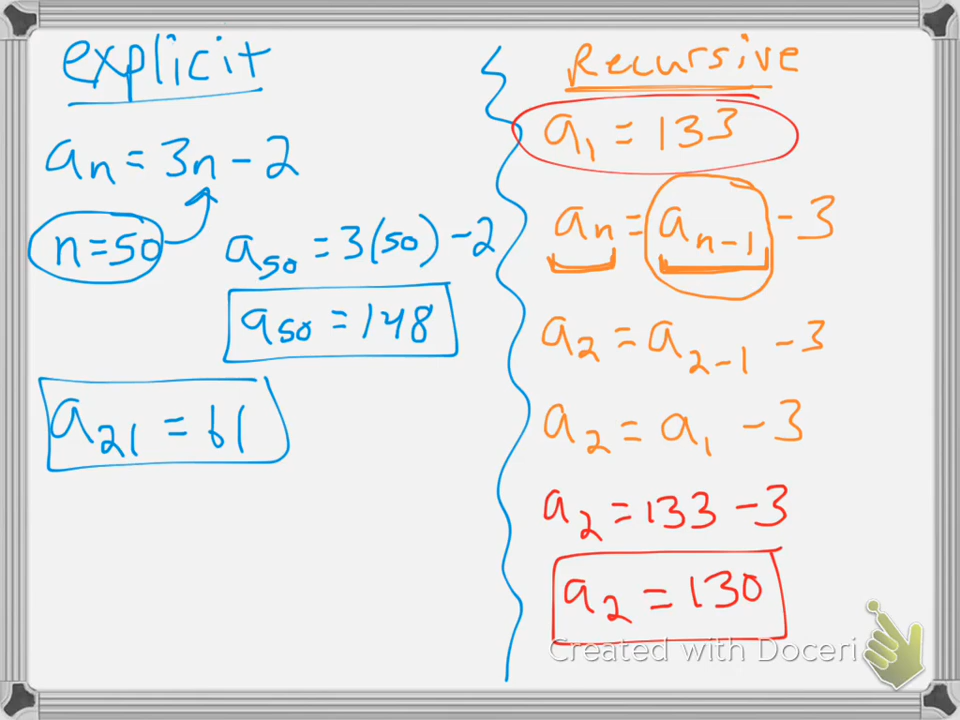 explicit
aₙ = 3n - 2
n = 50
a₅₀ = 3(50) - 2
a₅₀ = 148
a₂₁ = 61
Recursive
a₁ = 133
aₙ = aₙ₋₁ - 3
a₂ = a₂₋₁ - 3
a₂ = a₁ - 3
a₂ = 133 - 3
a₂ = 130
Created with Doceri